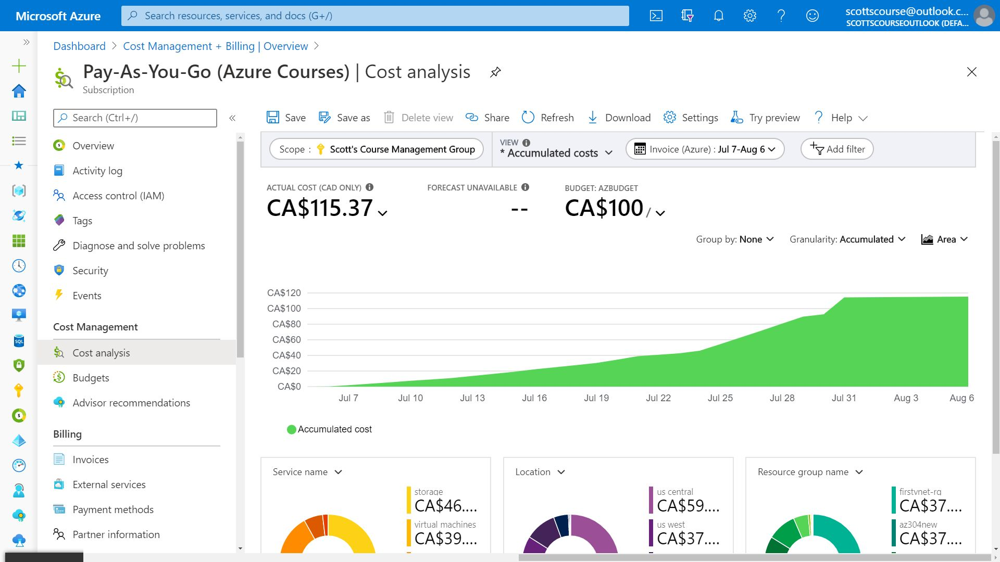 Microsoft Azure
Search resources, services, and docs (G+/)
scottscourse@outlook.c...
SCOTTSCOURSEOUTLOOK (DEFA...
Dashboard > Cost Management + Billing | Overview >
Pay-As-You-Go (Azure Courses) | Cost analysis
Subscription
Search (Ctrl+/)
Overview
Activity log
Access control (IAM)
Tags
Diagnose and solve problems
Security
Events
Cost Management
Cost analysis
Budgets
Advisor recommendations
Billing
Invoices
External services
Payment methods
Partner information
Save Save as Delete view Share Refresh Download Settings Try preview Help
Scope : Scott's Course Management Group
VIEW
* Accumulated costs
Invoice (Azure) : Jul 7-Aug 6
Add filter
ACTUAL COST (CAD ONLY)
CA$115.37
FORECAST UNAVAILABLE
--
BUDGET: AZBUDGET
CA$100 /
Group by: None Granularity: Accumulated Area
CA$120
CA$100
CA$80
CA$60
CA$40
CA$20
CA$0
Jul 7 Jul 10 Jul 13 Jul 16 Jul 19 Jul 22 Jul 25 Jul 28 Jul 31 Aug 3 Aug 6
Accumulated cost
Service name
storage
CA$46....
virtual machines
CA$39....
Location
us central
CA$59....
us west
CA$37....
Resource group name
firstvnet-rg
CA$37....
az304new
CA$37....
SQL